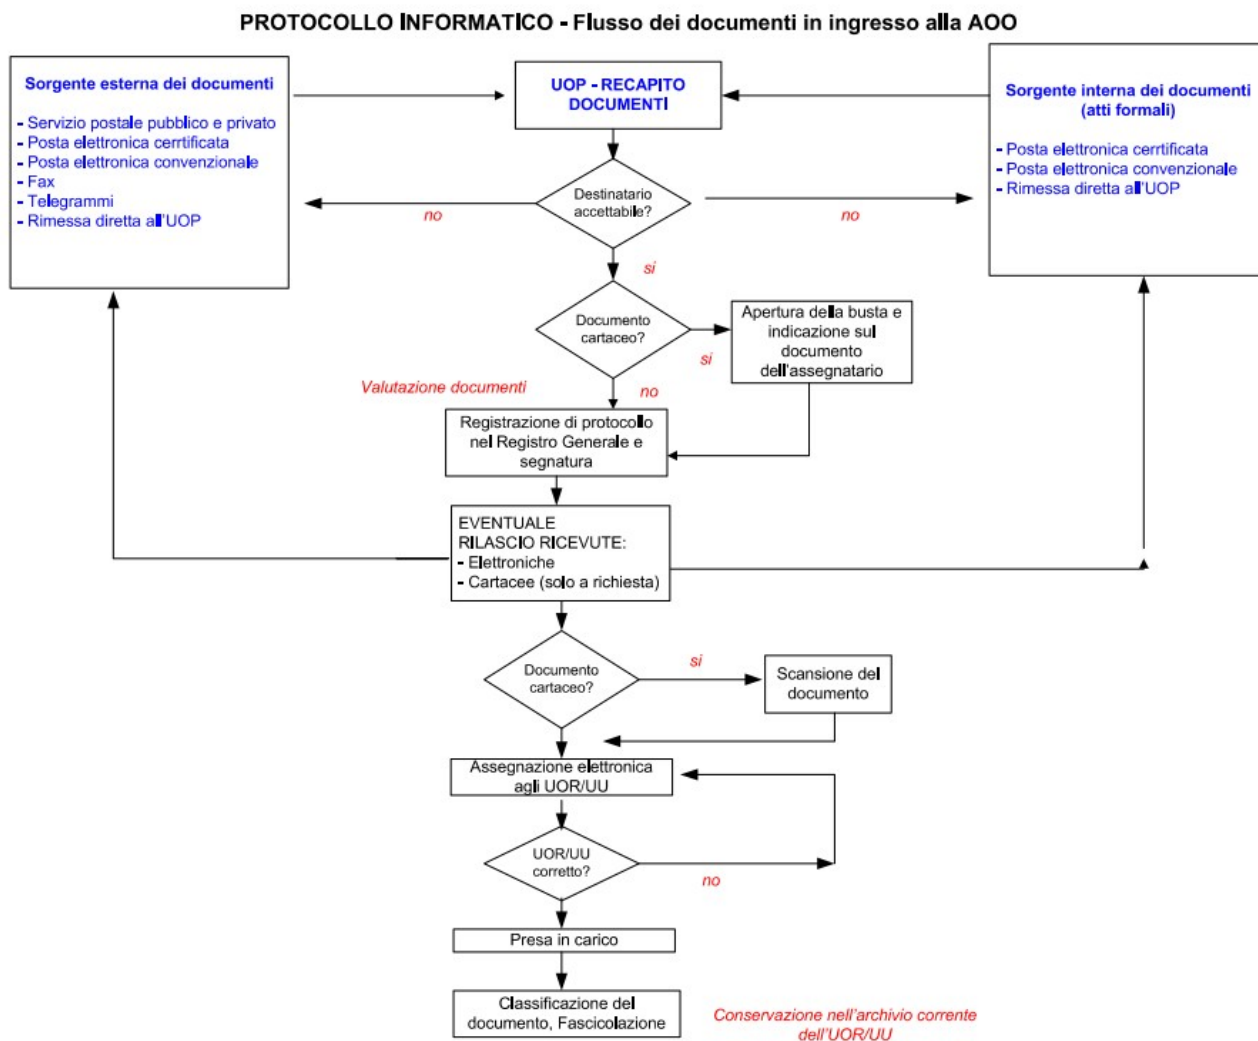 PROTOCOLLO INFORMATICO - Flusso dei documenti in ingresso alla AOO
Sorgente esterna dei documenti
- Servizio postale pubblico e privato
- Posta elettronica cerrtificata
- Posta elettronica convenzionale
- Fax
- Telegrammi
- Rimessa diretta all'UOP
UOP - RECAPITO
DOCUMENTI
Sorgente interna dei documenti
(atti formali)
- Posta elettronica cerrtificata
- Posta elettronica convenzionale
- Rimessa diretta all'UOP
Destinatario
accettabile?
no
no
si
Documento
cartaceo?
si
Apertura della busta e
indicazione sul
documento
dell'assegnatario
Valutazione documenti
no
Registrazione di protocollo
nel Registro Generale e
segnatura
EVENTUALE
RILASCIO RICEVUTE:
- Elettroniche
- Cartacee (solo a richiesta)
Documento
cartaceo?
si
Scansione del
documento
Assegnazione elettronica
agli UOR/UU
UOR/UU
corretto?
no
Presa in carico
Classificazione del
documento, Fascicolazione
Conservazione nell'archivio corrente
dell'UOR/UU